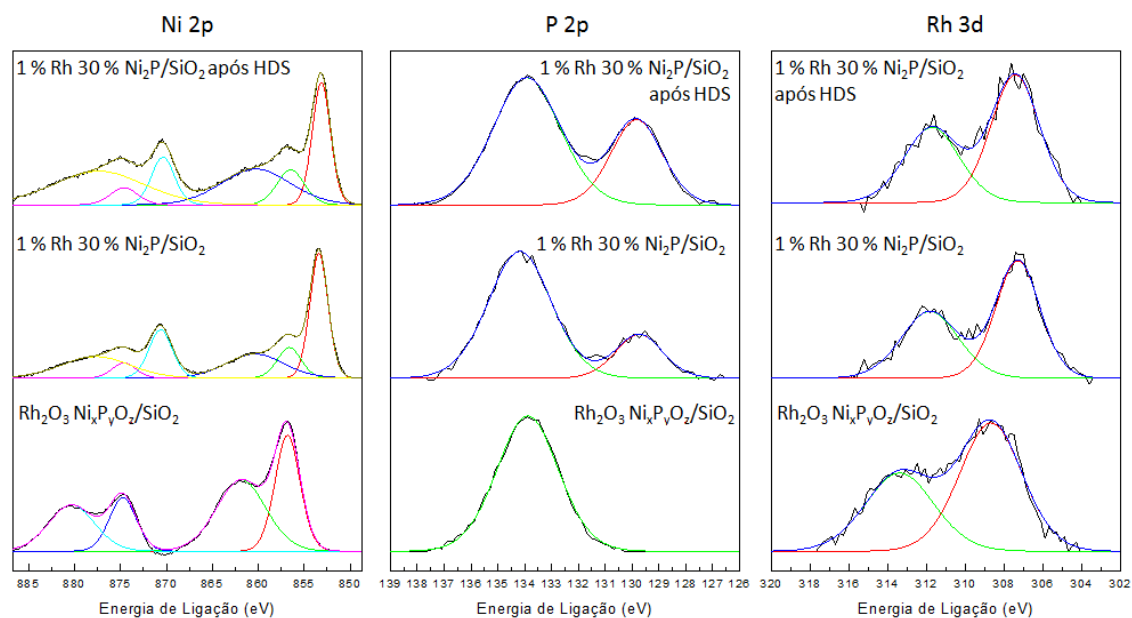 Ni 2p
1 % Rh 30 % Ni₂P/SiO₂ após HDS
1 % Rh 30 % Ni₂P/SiO₂
Rh₂O₃ NiₓPᵧO_z/SiO₂
885 880 875 870 865 860 855 850
Energia de Ligação (eV)
P 2p
1 % Rh 30 % Ni₂P/SiO₂
após HDS
1 % Rh 30 % Ni₂P/SiO₂
Rh₂O₃ NiₓPᵧO_z/SiO₂
139 138 137 136 135 134 133 132 131 130 129 128 127 126
Energia de Ligação (eV)
Rh 3d
1 % Rh 30 % Ni₂P/SiO₂
após HDS
1 % Rh 30 % Ni₂P/SiO₂
Rh₂O₃ NiₓPᵧO_z/SiO₂
320 318 316 314 312 310 308 306 304 302
Energia de Ligação (eV)